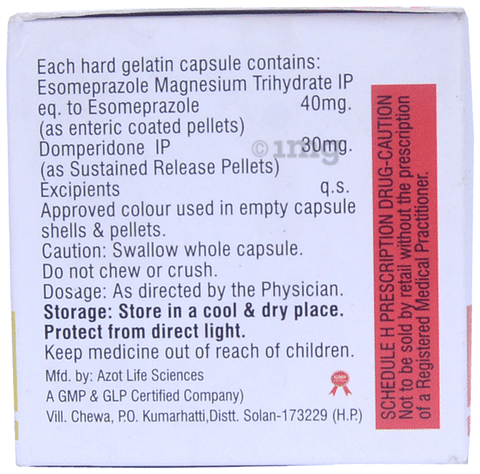 Each hard gelatin capsule contains:
Esomeprazole Magnesium Trihydrate IP
eq. to Esomeprazole 40mg.
(as enteric coated pellets)
Domperidone IP 30mg.
(as Sustained Release Pellets)
Excipients q.s.
Approved colour used in empty capsule
shells & pellets.
Caution: Swallow whole capsule.
Do not chew or crush.
Dosage: As directed by the Physician.
Storage: Store in a cool & dry place.
Protect from direct light.
Keep medicine out of reach of children.
Mfd. by: Azot Life Sciences
A GMP & GLP Certified Company)
Vill. Chewa, P.O. Kumarhatti,Distt. Solan-173229 (H.P.)
SCHEDULE H PRESCRIPTION DRUG-CAUTION
Not to be sold by retail without the prescription
of a Registered Medical Practitioner.
GMP
© 1mg